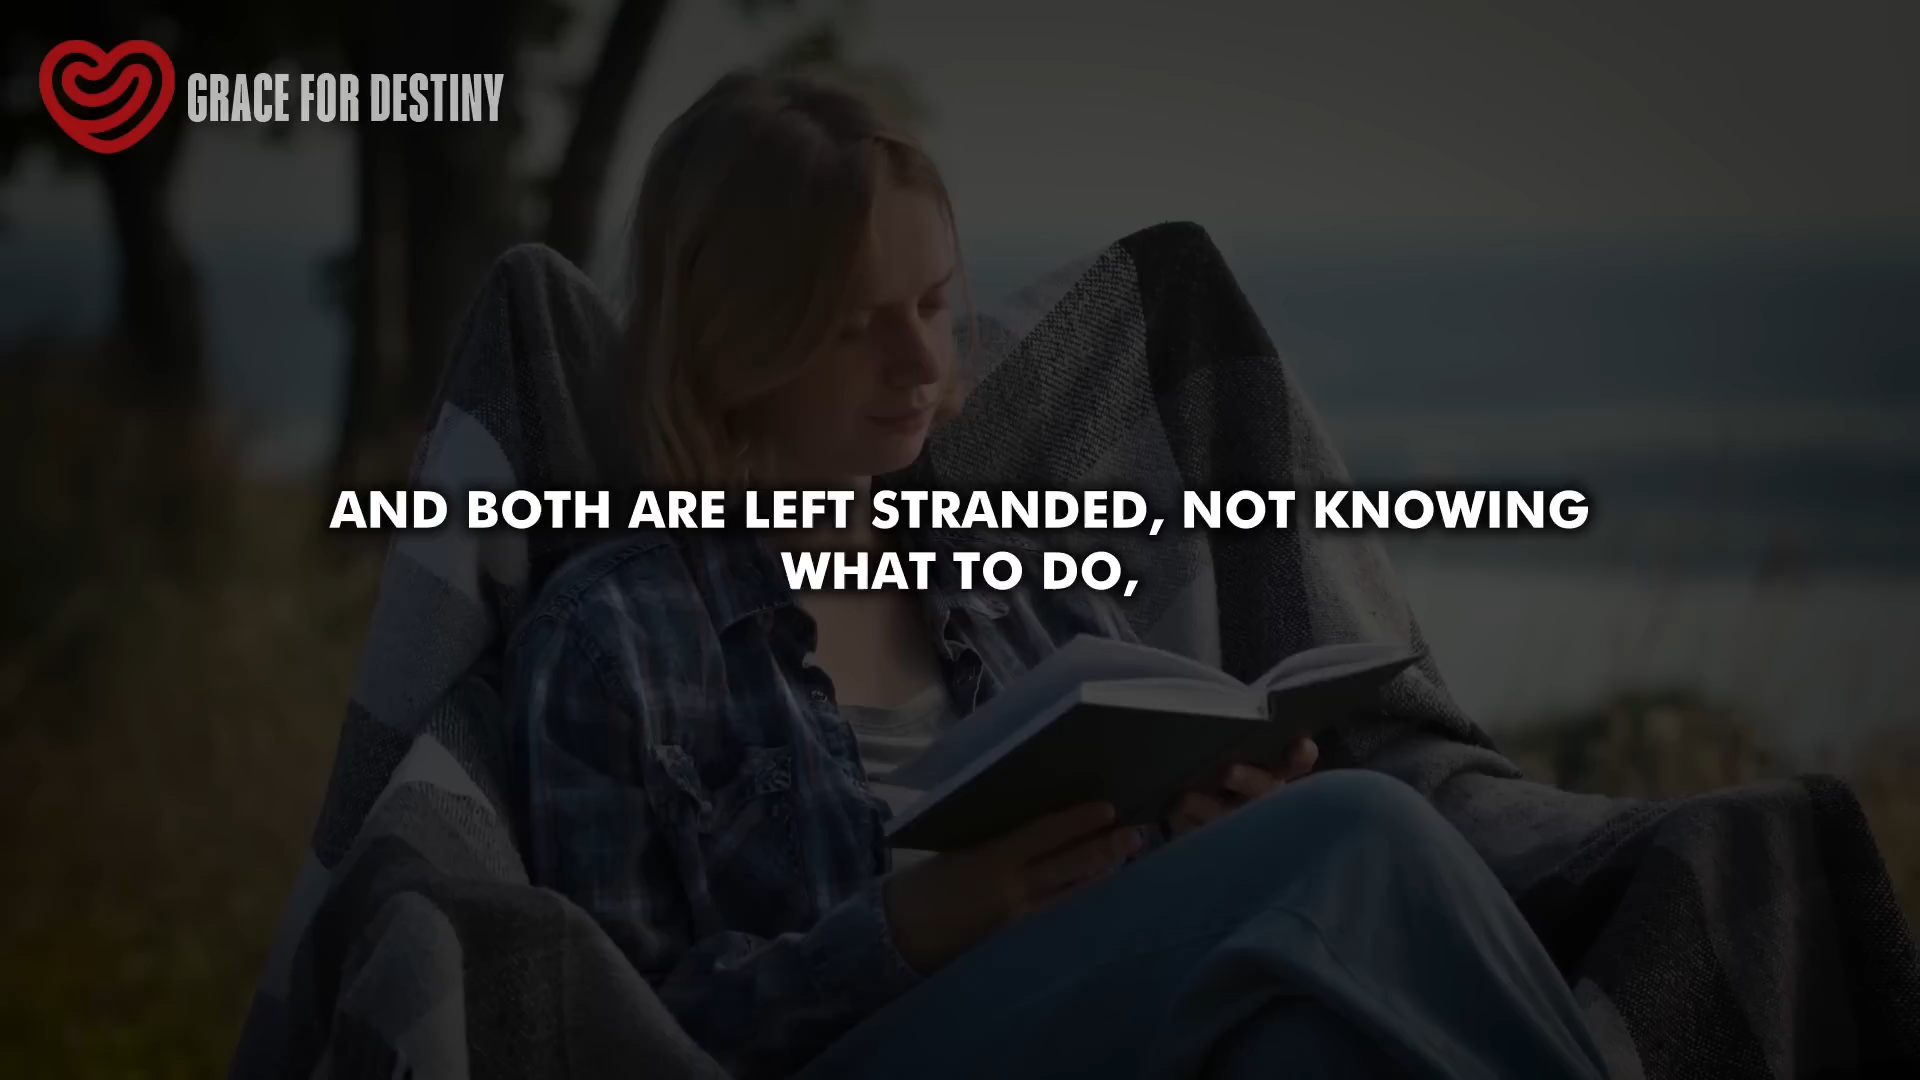 GRACE FOR DESTINY
AND BOTH ARE LEFT STRANDED, NOT KNOWING
WHAT TO DO,